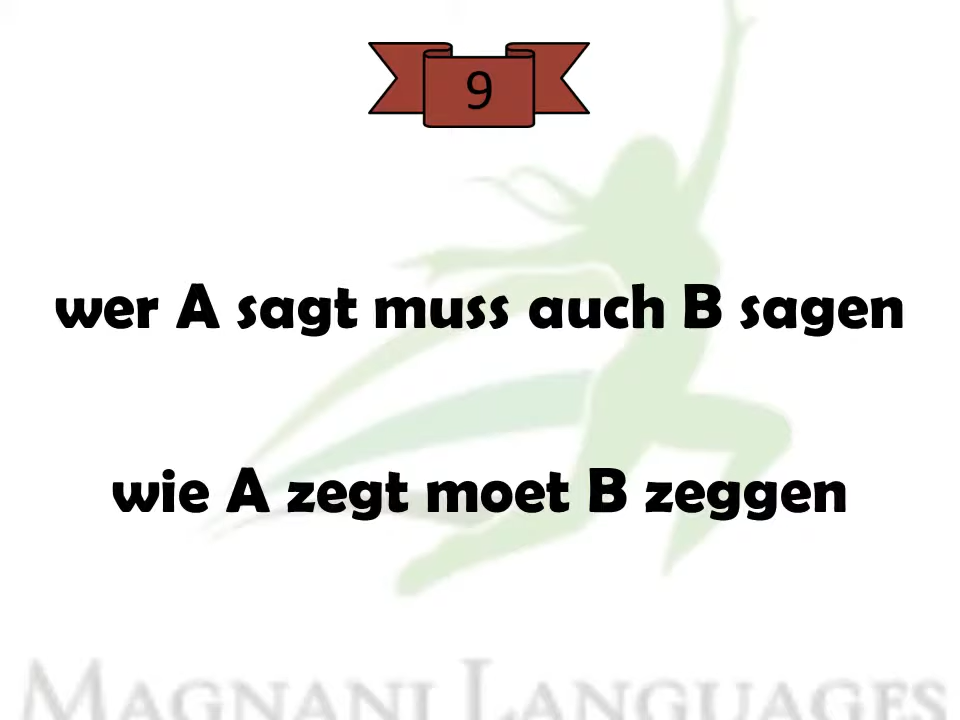 9
wer A sagt muss auch B sagen
wie A zegt moet B zeggen
MAGNANI LANGUAGES